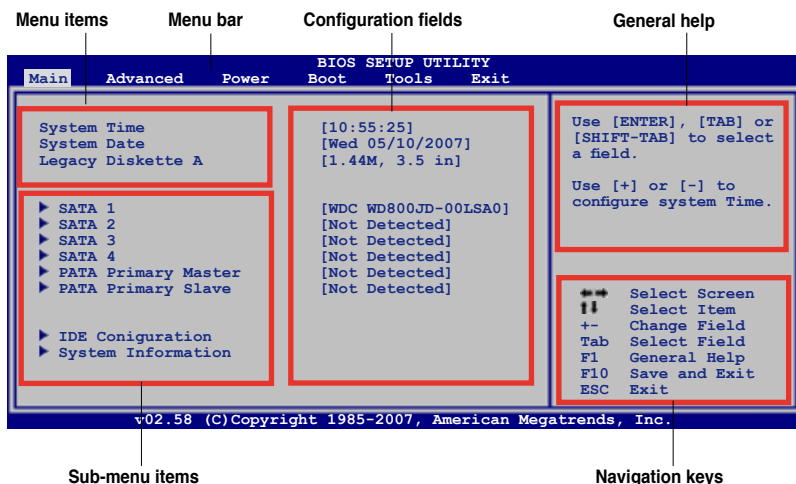 Menu items Menu bar Configuration fields General help
BIOS SETUP UTILITY
Main Advanced Power Boot Tools Exit
System Time [10:55:25]
System Date [Wed 05/10/2007]
Legacy Diskette A [1.44M, 3.5 in]
SATA 1 [WDC WD800JD-00LSA0]
SATA 2 [Not Detected]
SATA 3 [Not Detected]
SATA 4 [Not Detected]
PATA Primary Master [Not Detected]
PATA Primary Slave [Not Detected]
IDE Coniguration
System Information
Use [ENTER], [TAB] or
[SHIFT-TAB] to select
a field.
Use [+] or [-] to
configure system Time.
←→ Select Screen
↑↓ Select Item
+- Change Field
Tab Select Field
F1 General Help
F10 Save and Exit
ESC Exit
v02.58 (C)Copyright 1985-2007, American Megatrends, Inc.
Sub-menu items Navigation keys